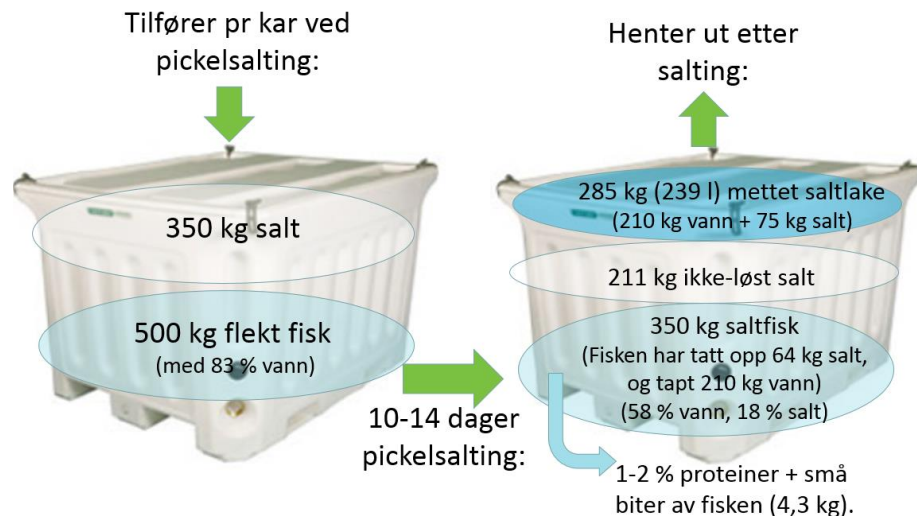 Tilfører pr kar ved
pickelsalting:
350 kg salt
500 kg flekt fisk
(med 83 % vann)
10-14 dager
pickelsalting:
Henter ut etter
salting:
285 kg (239 l) mettet saltlake
(210 kg vann + 75 kg salt)
211 kg ikke-løst salt
350 kg saltfisk
(Fisken har tatt opp 64 kg salt,
og tapt 210 kg vann)
(58 % vann, 18 % salt)
1-2 % proteiner + små
biter av fisken (4,3 kg).